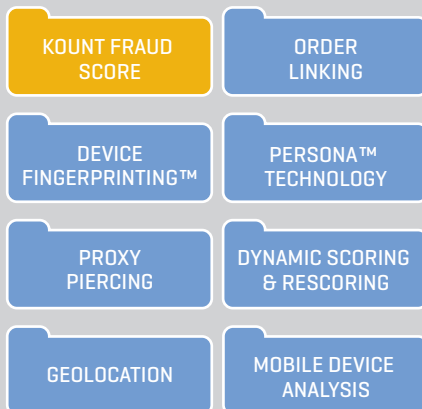 KOUNT FRAUD
SCORE
ORDER
LINKING
DEVICE
FINGERPRINTING™
PERSONA™
TECHNOLOGY
PROXY
PIERCING
DYNAMIC SCORING
& RESCORING
GEOLOCATION
MOBILE DEVICE
ANALYSIS